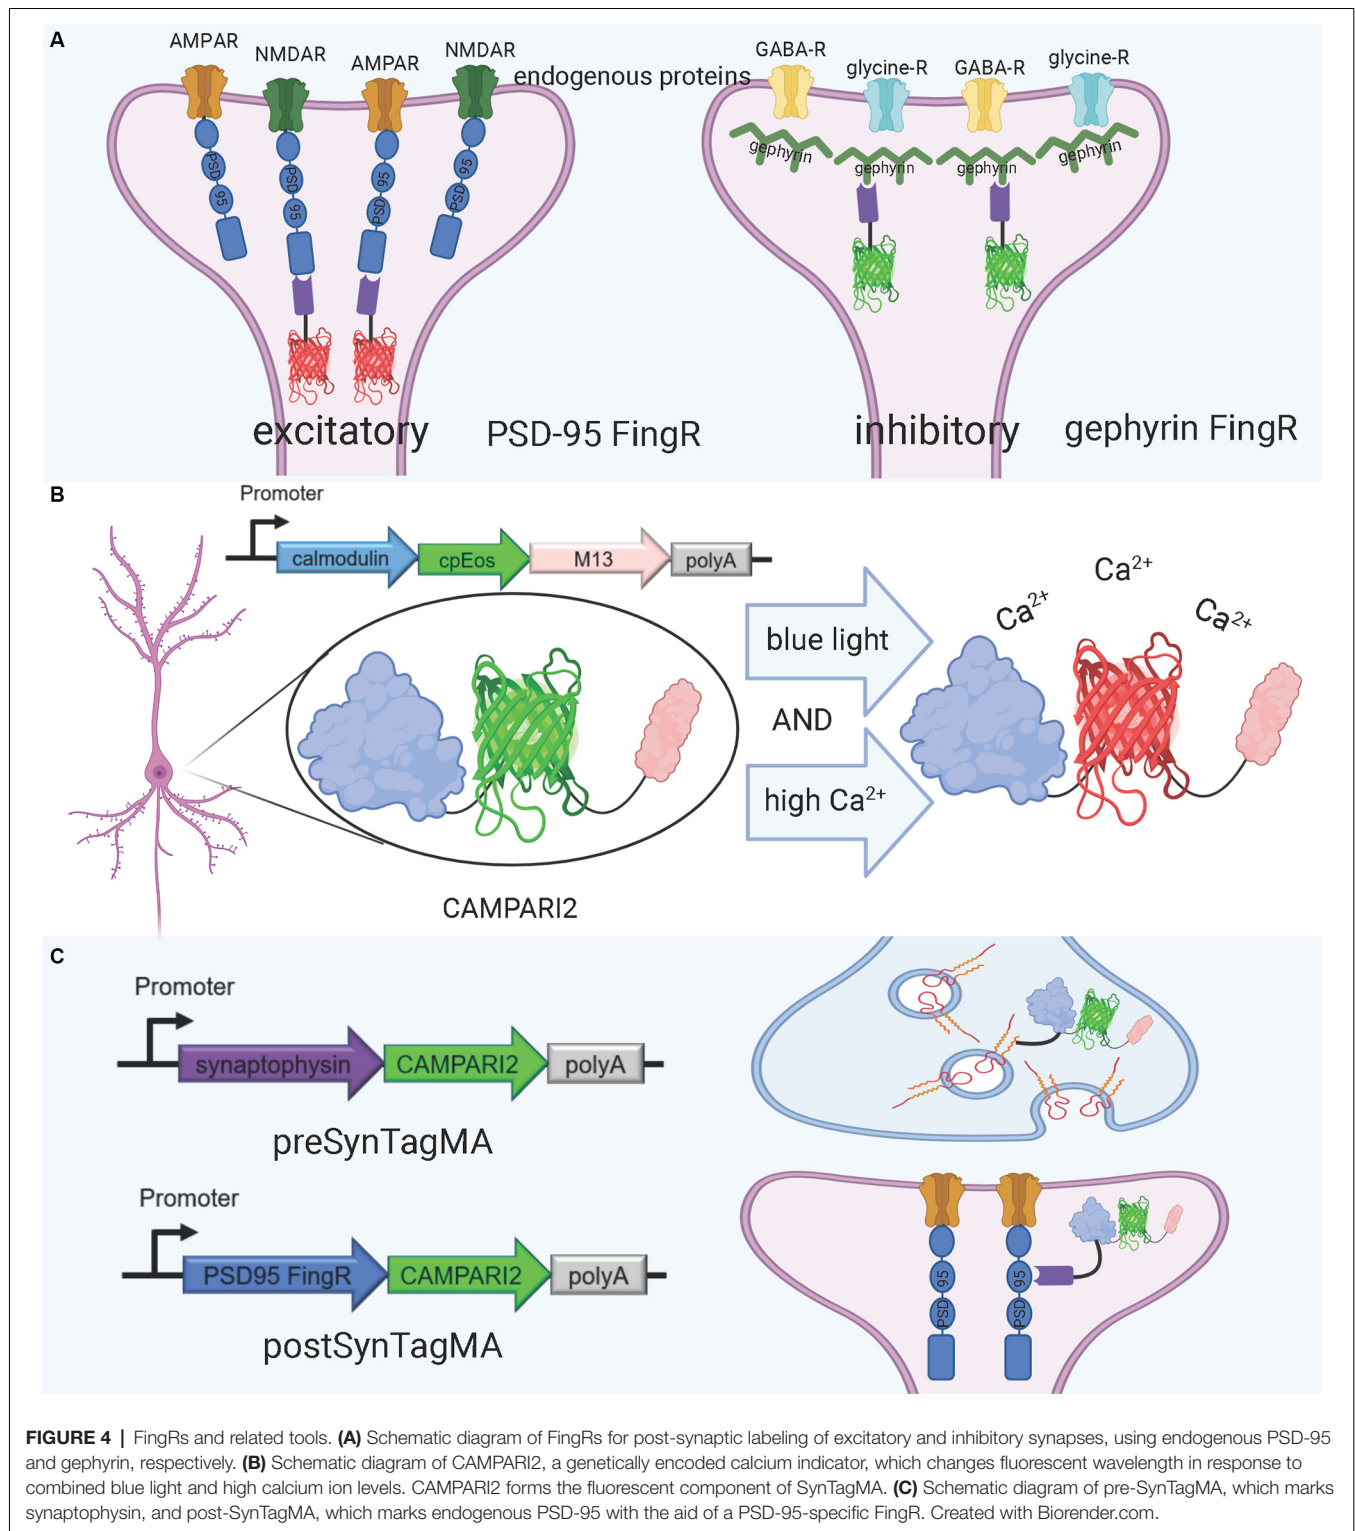 A
AMPAR
NMDAR
AMPAR
NMDAR
endogenous proteins
GABA-R
glycine-R
GABA-R
glycine-R
PSD 95
PSD 95
PSD 95
PSD 95
gephyrin
gephyrin
gephyrin
gephyrin
excitatory
PSD-95 FingR
inhibitory
gephyrin FingR
B
Promoter
calmodulin
cpEos
M13
polyA
blue light
AND
high Ca²⁺
Ca²⁺
Ca²⁺
Ca²⁺
CAMPARI2
C
Promoter
synaptophysin
CAMPARI2
polyA
preSynTagMA
Promoter
PSD95 FingR
CAMPARI2
polyA
postSynTagMA
PSD 95
PSD 95
FIGURE 4 | FingRs and related tools. (A) Schematic diagram of FingRs for post-synaptic labeling of excitatory and inhibitory synapses, using endogenous PSD-95
and gephyrin, respectively. (B) Schematic diagram of CAMPARI2, a genetically encoded calcium indicator, which changes fluorescent wavelength in response to
combined blue light and high calcium ion levels. CAMPARI2 forms the fluorescent component of SynTagMA. (C) Schematic diagram of pre-SynTagMA, which marks
synaptophysin, and post-SynTagMA, which marks endogenous PSD-95 with the aid of a PSD-95-specific FingR. Created with Biorender.com.